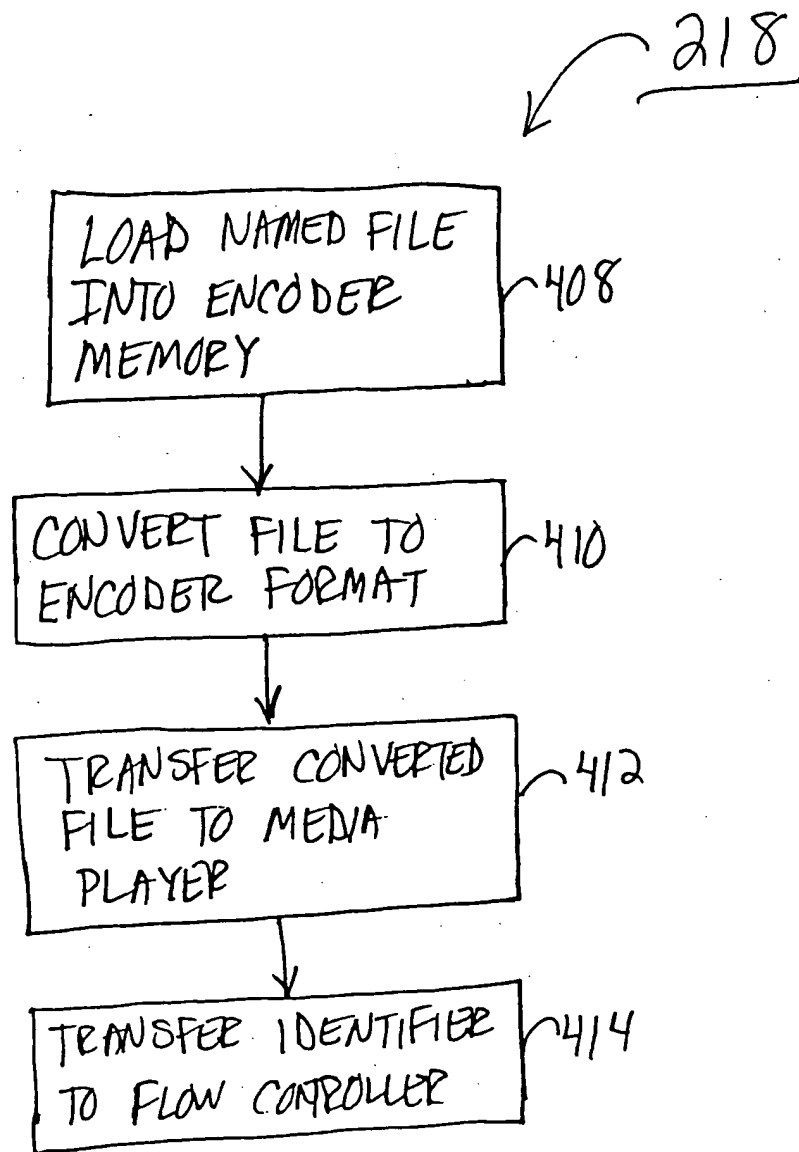 218
LOAD NAMED FILE
INTO ENCODER
MEMORY
408
CONVERT FILE TO
ENCODER FORMAT
410
TRANSFER CONVERTED
FILE TO MEDIA
PLAYER
412
TRANSFER IDENTIFIER
TO FLOW CONTROLLER
414